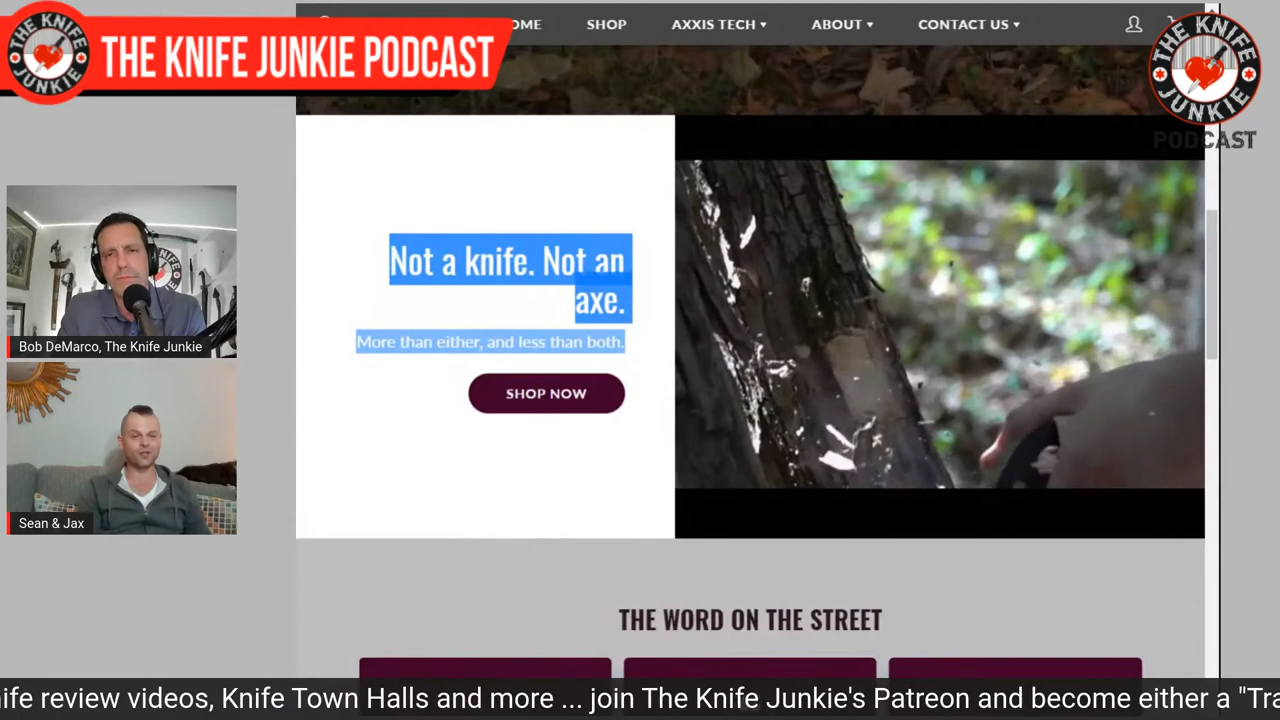 THE KNIFE JUNKIE
THE KNIFE JUNKIE PODCAST
OME
SHOP
AXXIS TECH
ABOUT
CONTACT US
THE KNIFE
JUNKIE
PODCAST
Not a knife. Not an
axe.
More than either, and less than both.
SHOP NOW
Bob DeMarco, The Knife Junkie
Sean & Jax
THE WORD ON THE STREET
ife review videos, Knife Town Halls and more ... join The Knife Junkie's Patreon and become either a "Tra